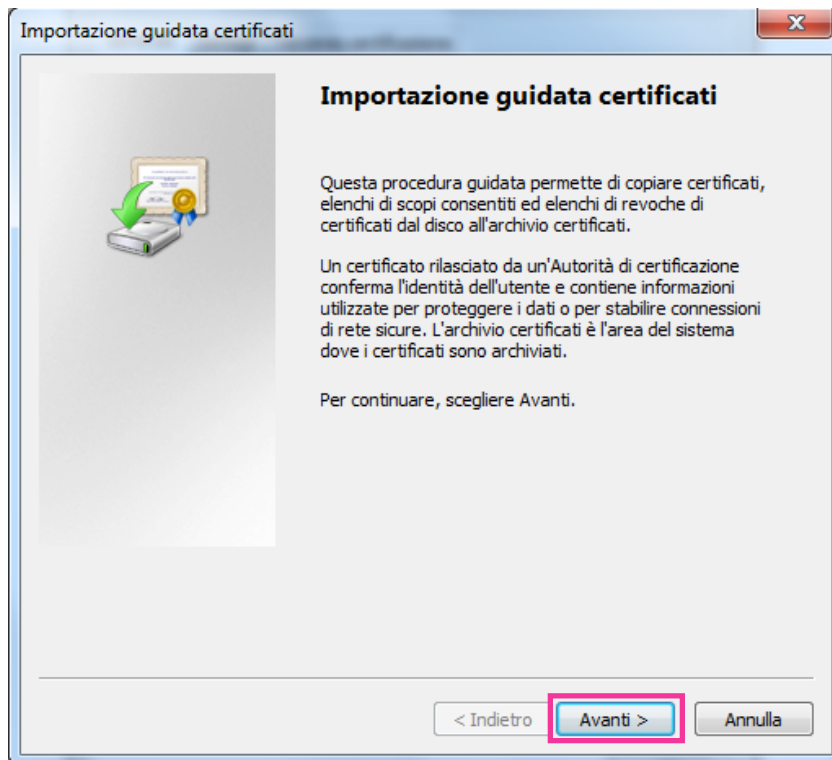 Importazione guidata certificati
Importazione guidata certificati
Questa procedura guidata permette di copiare certificati,
elenchi di scopi consentiti ed elenchi di revoche di
certificati dal disco all'archivio certificati.
Un certificato rilasciato da un'Autorità di certificazione
conferma l'identità dell'utente e contiene informazioni
utilizzate per proteggere i dati o per stabilire connessioni
di rete sicure. L'archivio certificati è l'area del sistema
dove i certificati sono archiviati.
Per continuare, scegliere Avanti.
< Indietro Avanti > Annulla